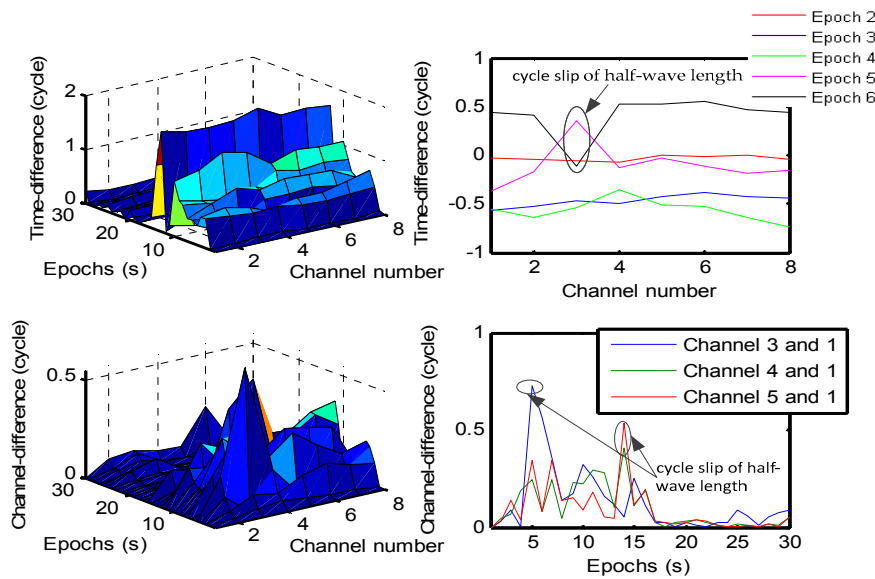 Time-difference (cycle)
2
1
0
30
20
10
Epochs (s)
2
4
6
8
Channel number
Time-difference (cycle)
1
0.5
0
-0.5
-1
2
4
6
8
Channel number
cycle slip of half-wave length
Epoch 2
Epoch 3
Epoch 4
Epoch 5
Epoch 6
Channel-difference (cycle)
0.5
0
30
20
10
Epochs (s)
2
4
6
8
Channel number
Channel-difference (cycle)
1
0.5
0
5
10
15
20
25
30
Epochs (s)
Channel 3 and 1
Channel 4 and 1
Channel 5 and 1
cycle slip of half-
wave length